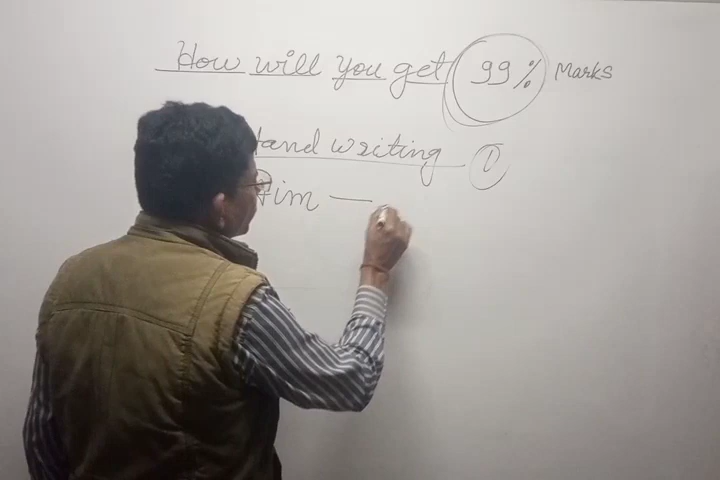 How will you get 99% Marks
Hand writing 1
Aim —